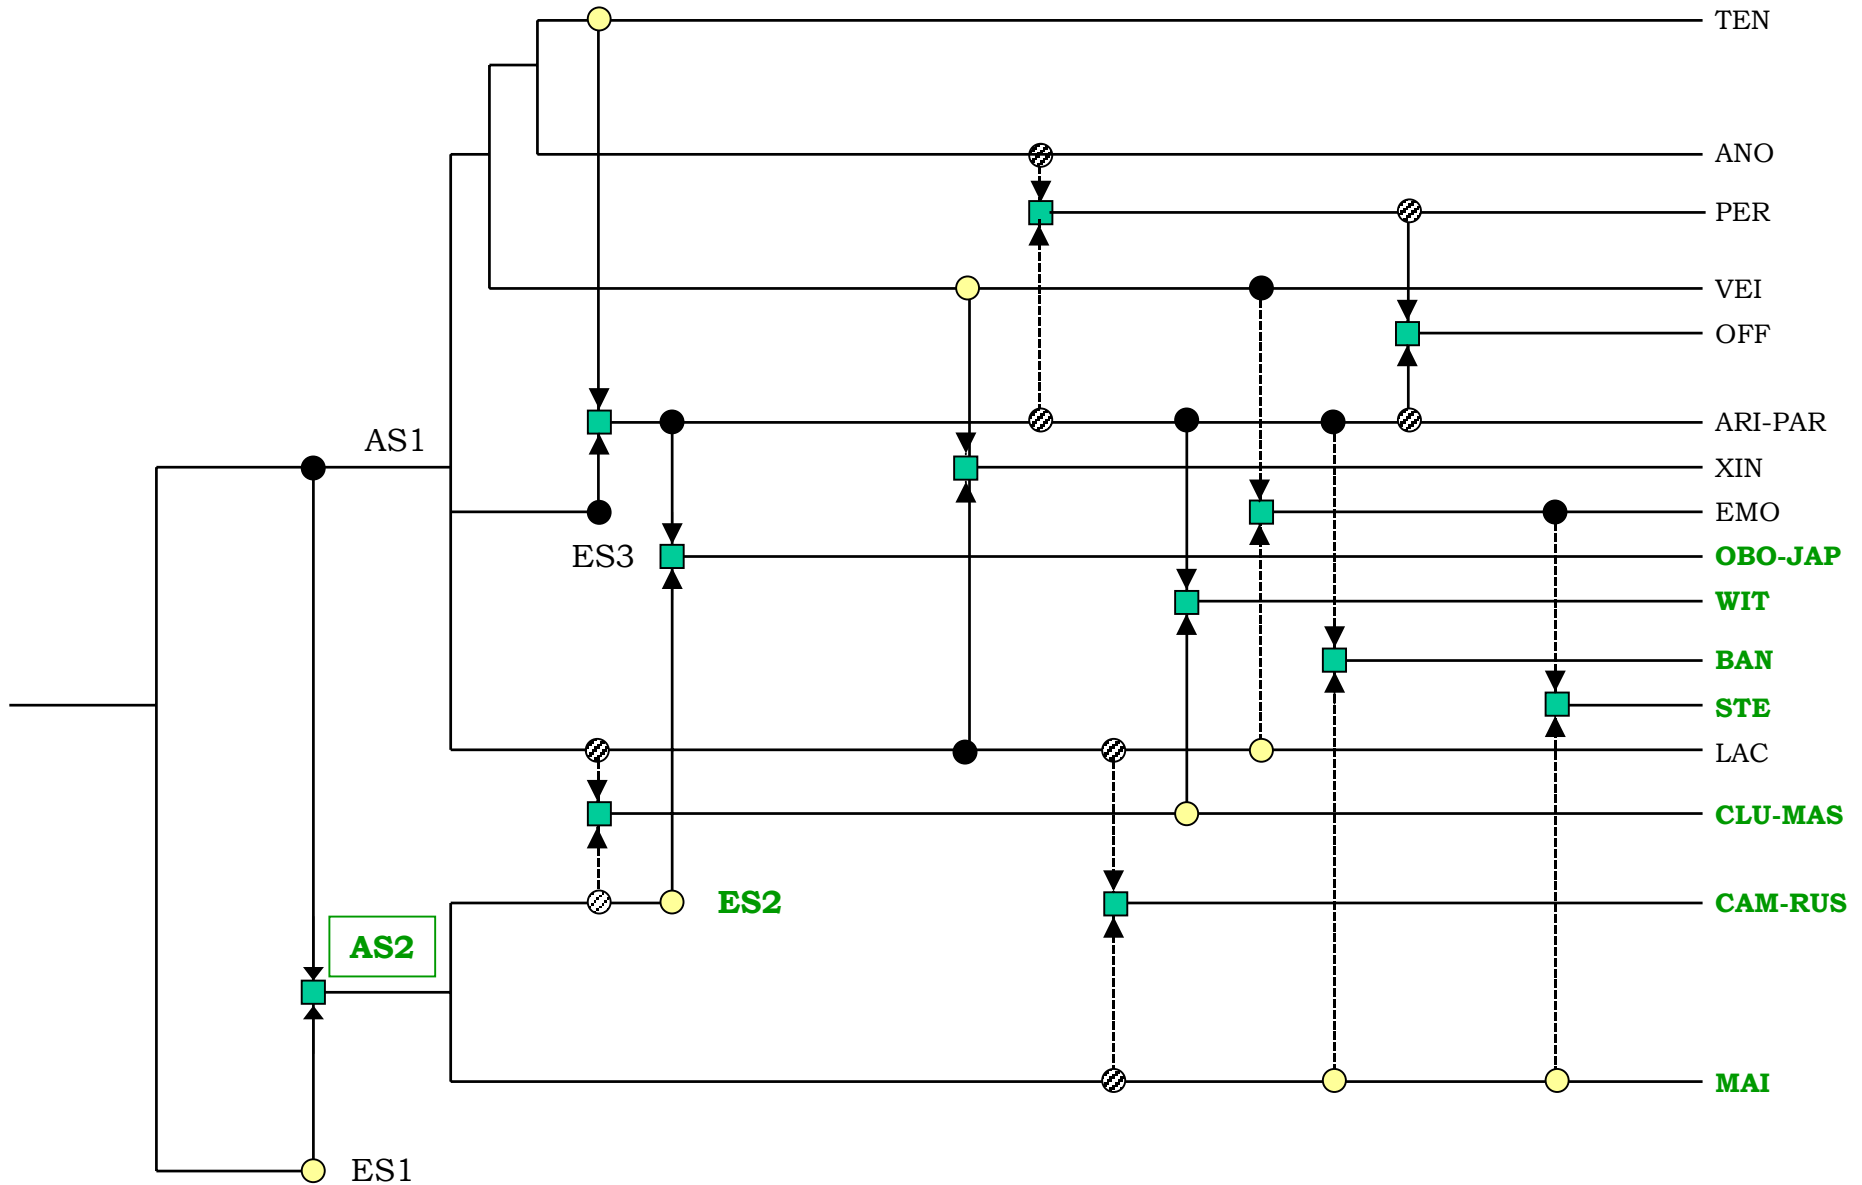 TEN
ANO
PER
VEI
OFF
ARI-PAR
AS1
XIN
EMO
ES3
OBO-JAP
WIT
BAN
STE
LAC
CLU-MAS
ES2
CAM-RUS
AS2
MAI
ES1